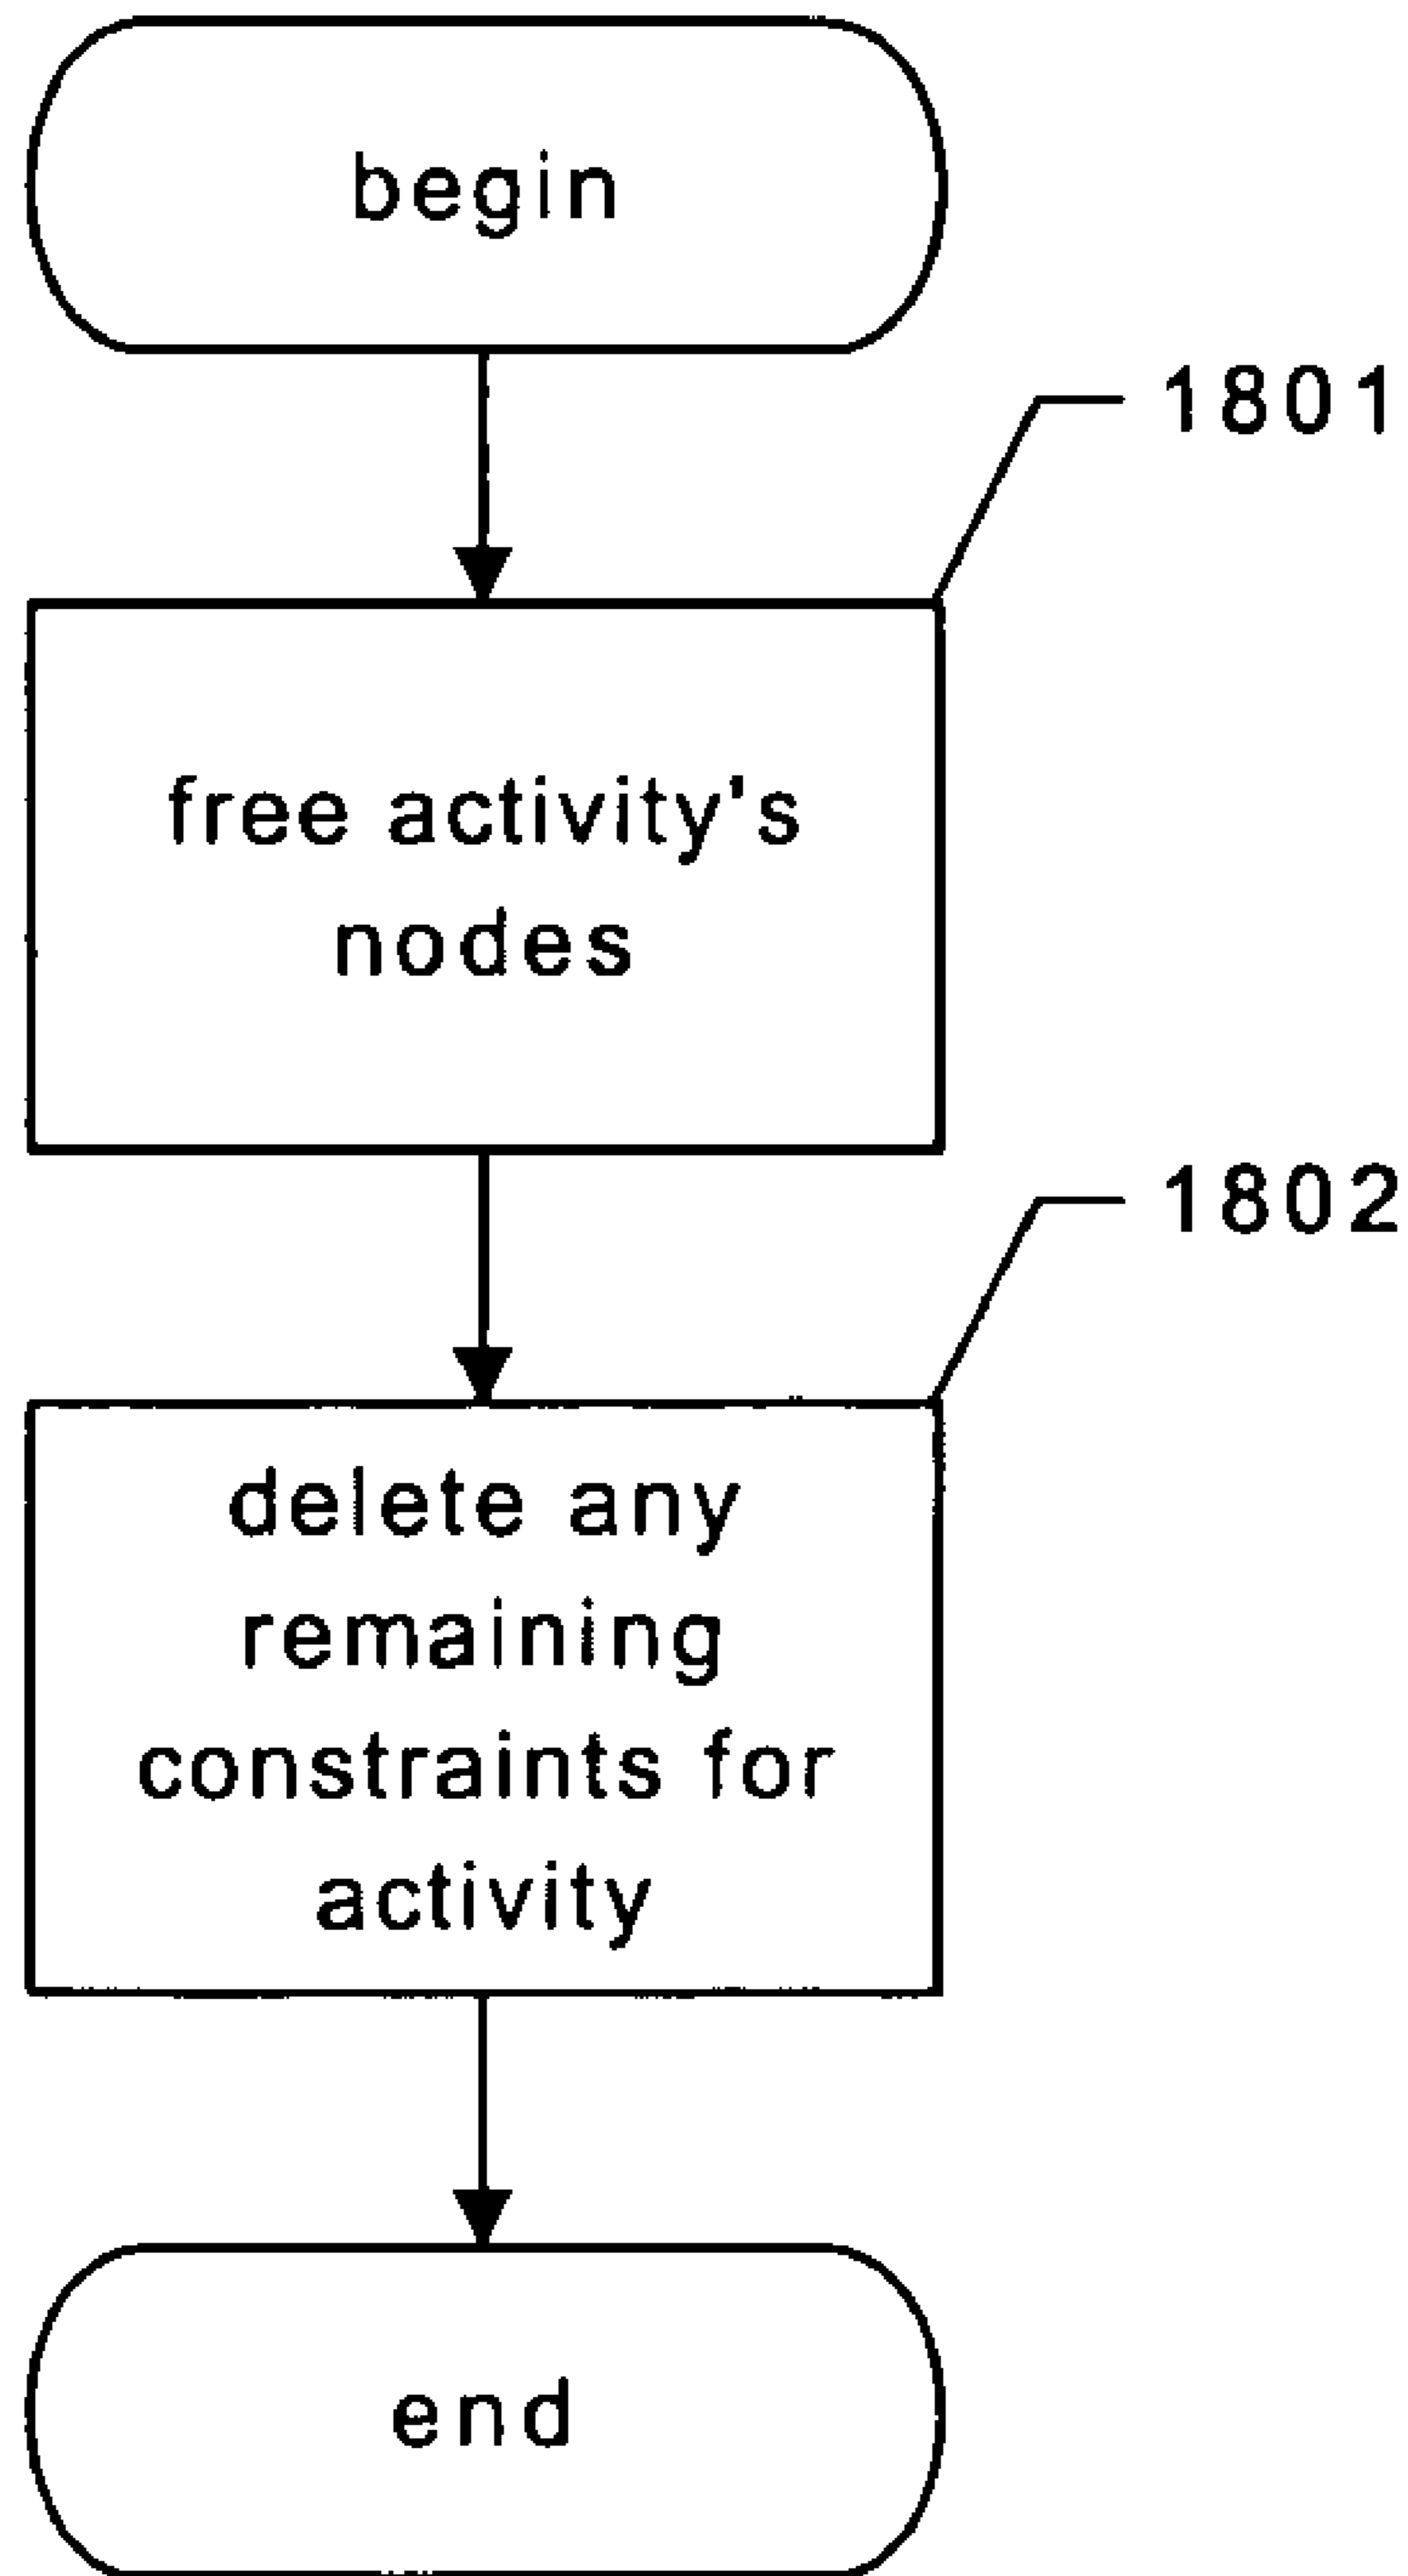 begin
1801
free activity's
nodes
1802
delete any
remaining
constraints for
activity
end